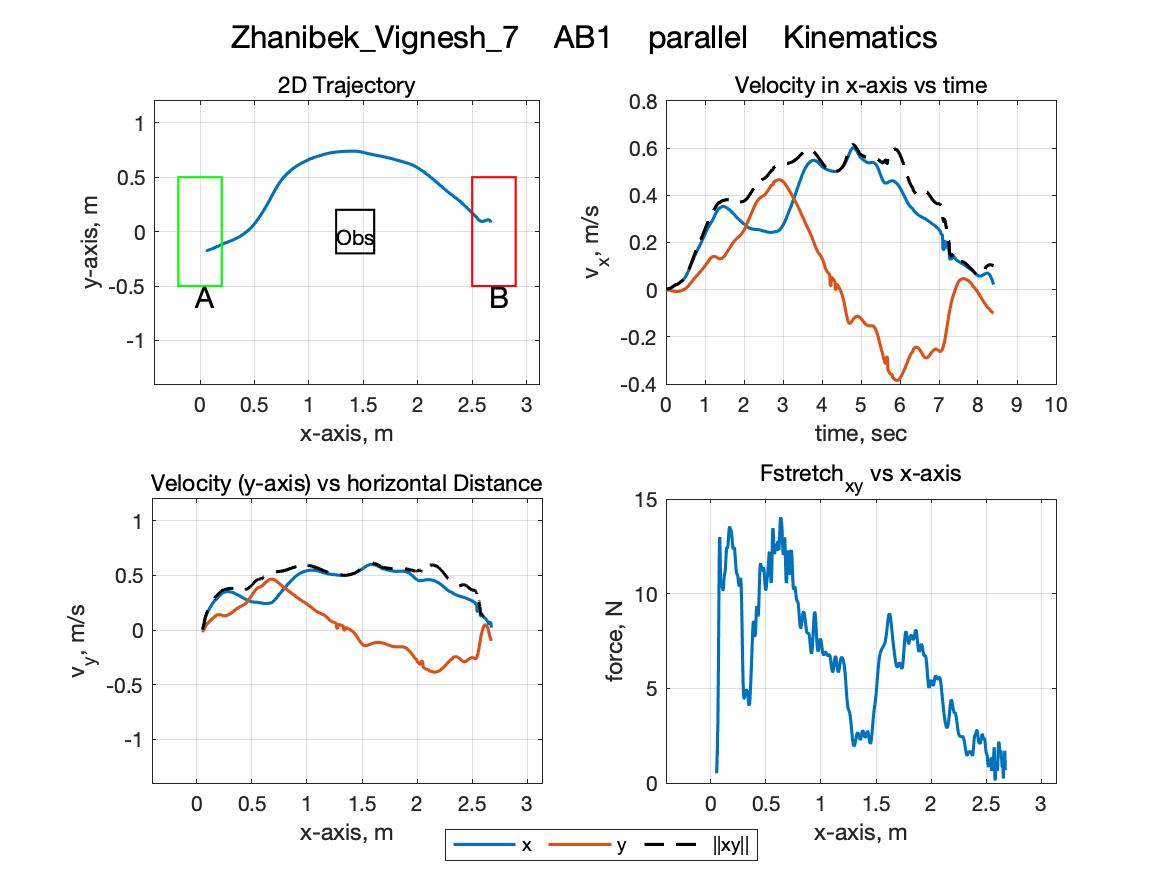 Zhanibek_Vignesh_7 AB1 parallel Kinematics
2D Trajectory
1
0.5
0
-0.5
-1
y-axis, m
Obs
A
B
0 0.5 1 1.5 2 2.5 3
x-axis, m
Velocity in x-axis vs time
0.8
0.6
0.4
0.2
0
-0.2
-0.4
v_x, m/s
0 1 2 3 4 5 6 7 8 9 10
time, sec
Velocity (y-axis) vs horizontal Distance
1
0.5
0
-0.5
-1
v_y, m/s
0 0.5 1 1.5 2 2.5 3
x-axis, m
Fstretch_xy vs x-axis
15
10
5
0
force, N
0 0.5 1 1.5 2 2.5 3
x-axis, m
x y ||xy||